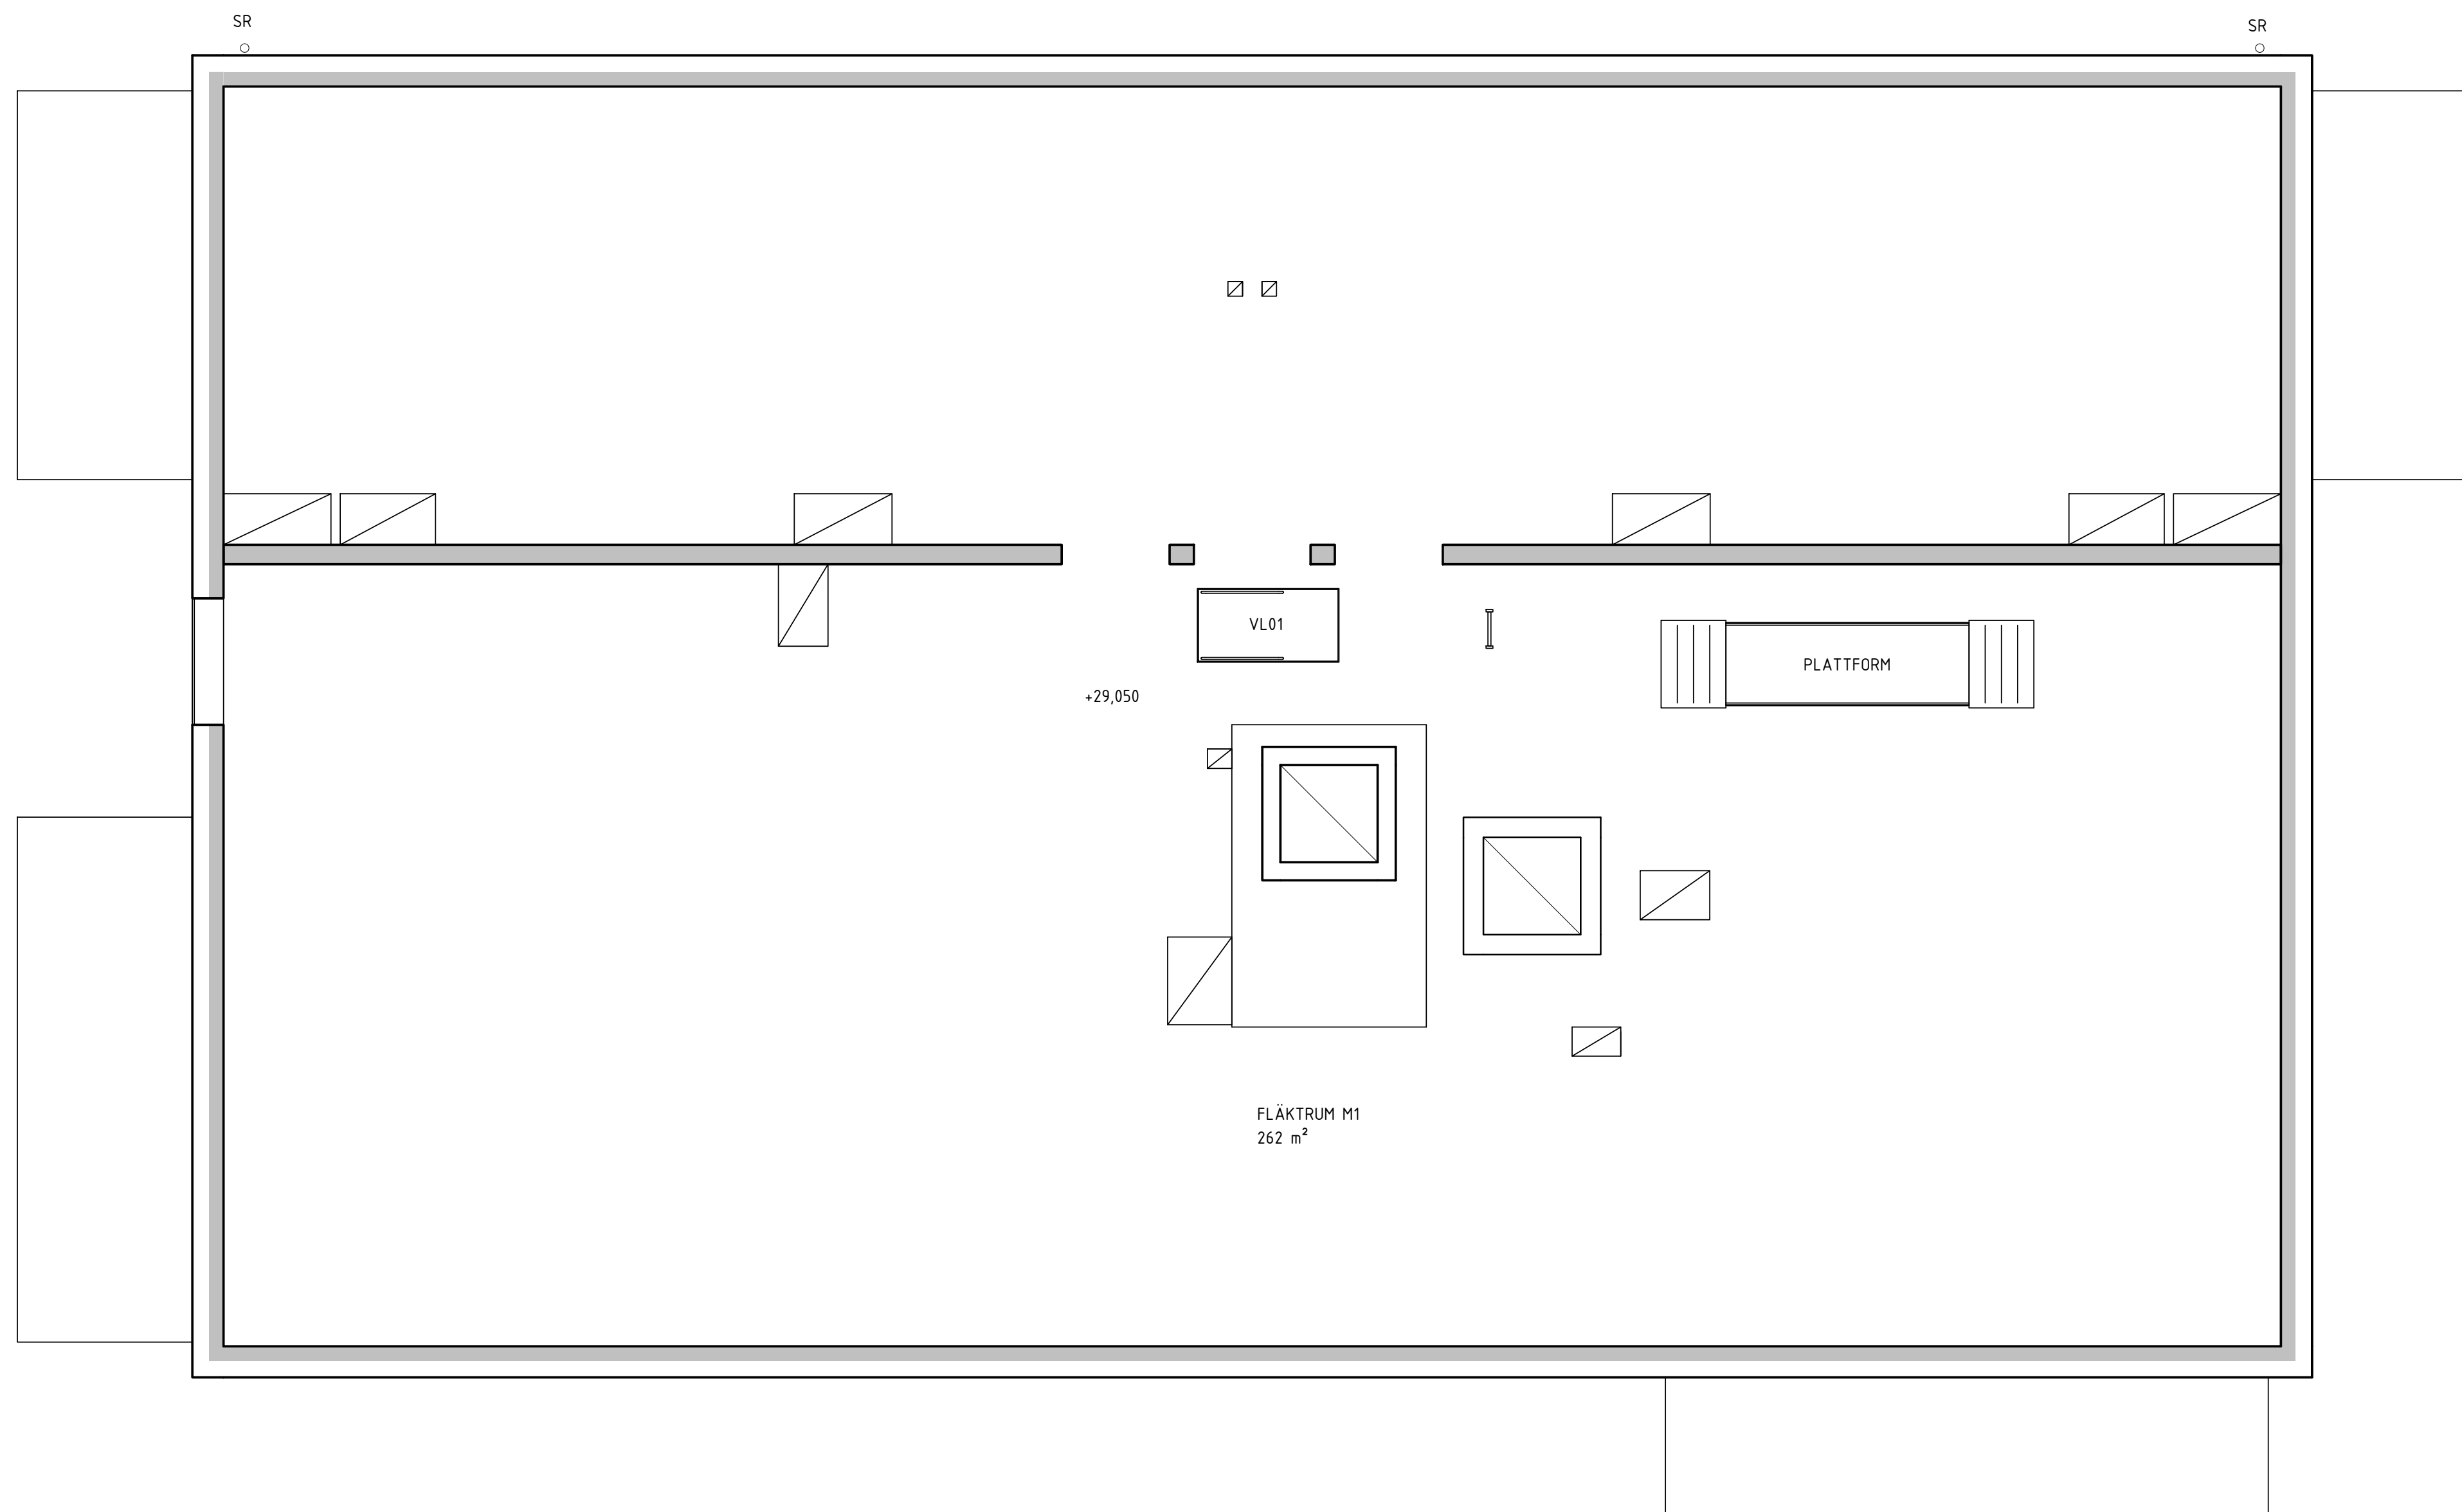 SR
SR
VL01
PLATTFORM
+29,050
FLÄKTRUM M1
262 m²